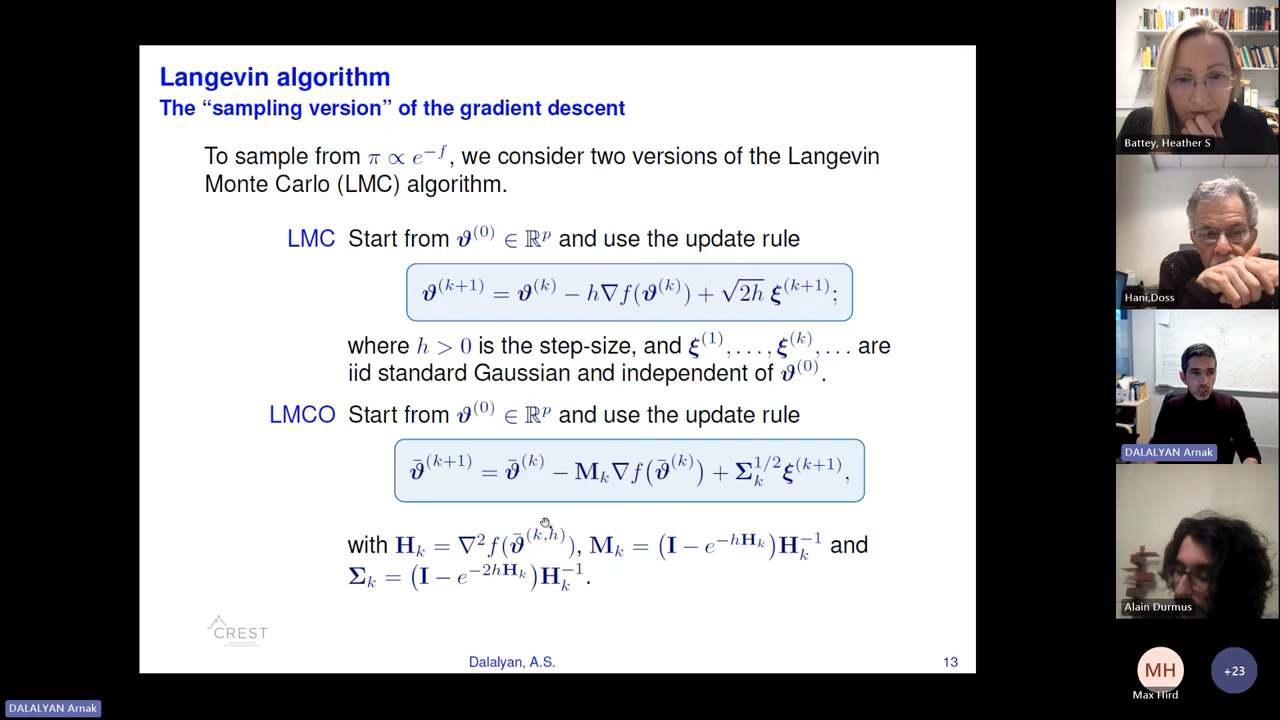 Langevin algorithm
The “sampling version” of the gradient descent
To sample from π ∝ e^{−f}, we consider two versions of the Langevin
Monte Carlo (LMC) algorithm.
LMC Start from ϑ^{(0)} ∈ ℝ^p and use the update rule
ϑ^{(k+1)} = ϑ^{(k)} − h∇f(ϑ^{(k)}) + √2h ξ^{(k+1)};
where h > 0 is the step-size, and ξ^{(1)}, . . . , ξ^{(k)}, . . . are
iid standard Gaussian and independent of ϑ^{(0)}.
LMCO Start from ϑ^{(0)} ∈ ℝ^p and use the update rule
ϑ̄^{(k+1)} = ϑ̄^{(k)} − M_k∇f(ϑ̄^{(k)}) + Σ_k^{1/2}ξ^{(k+1)},
with H_k = ∇²f(ϑ̄^{(k,h)}), M_k = (I − e^{−hH_k})H_k^{−1} and
Σ_k = (I − e^{−2hH_k})H_k^{−1}.
CREST
Dalalyan, A.S.
13
Battey, Heather S
Hani,Doss
DALALYAN Arnak
Alain Durmus
MH
Max Hird
+23
DALALYAN Arnak